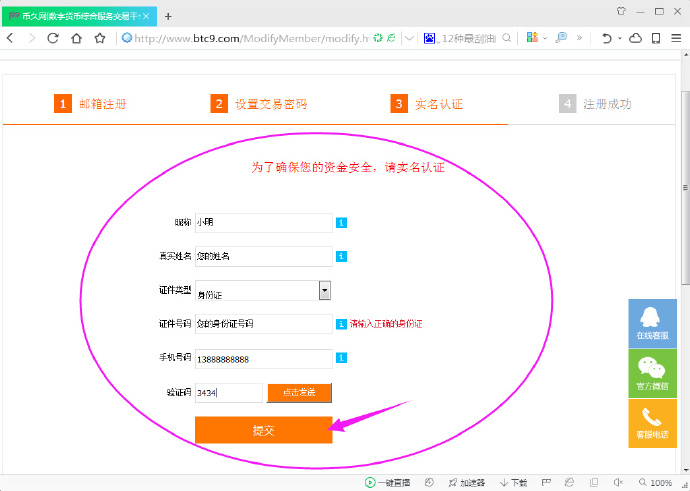 币久网|数字货币综合服务交易平
http://www.btc9.com/ModifyMember/modify.h
12种最刮油
1 邮箱注册
2 设置交易密码
3 实名认证
4 注册成功
为了确保您的资金安全，请实名认证
昵称 小明
真实姓名 您的姓名
证件类型 身份证
证件号码 您的身份证号码 请输入正确的身份证
手机号码 13888888888
验证码 3434 点击发送
提交
在线客服
官方微信
客服电话
一键直播 加速器 下载 100%